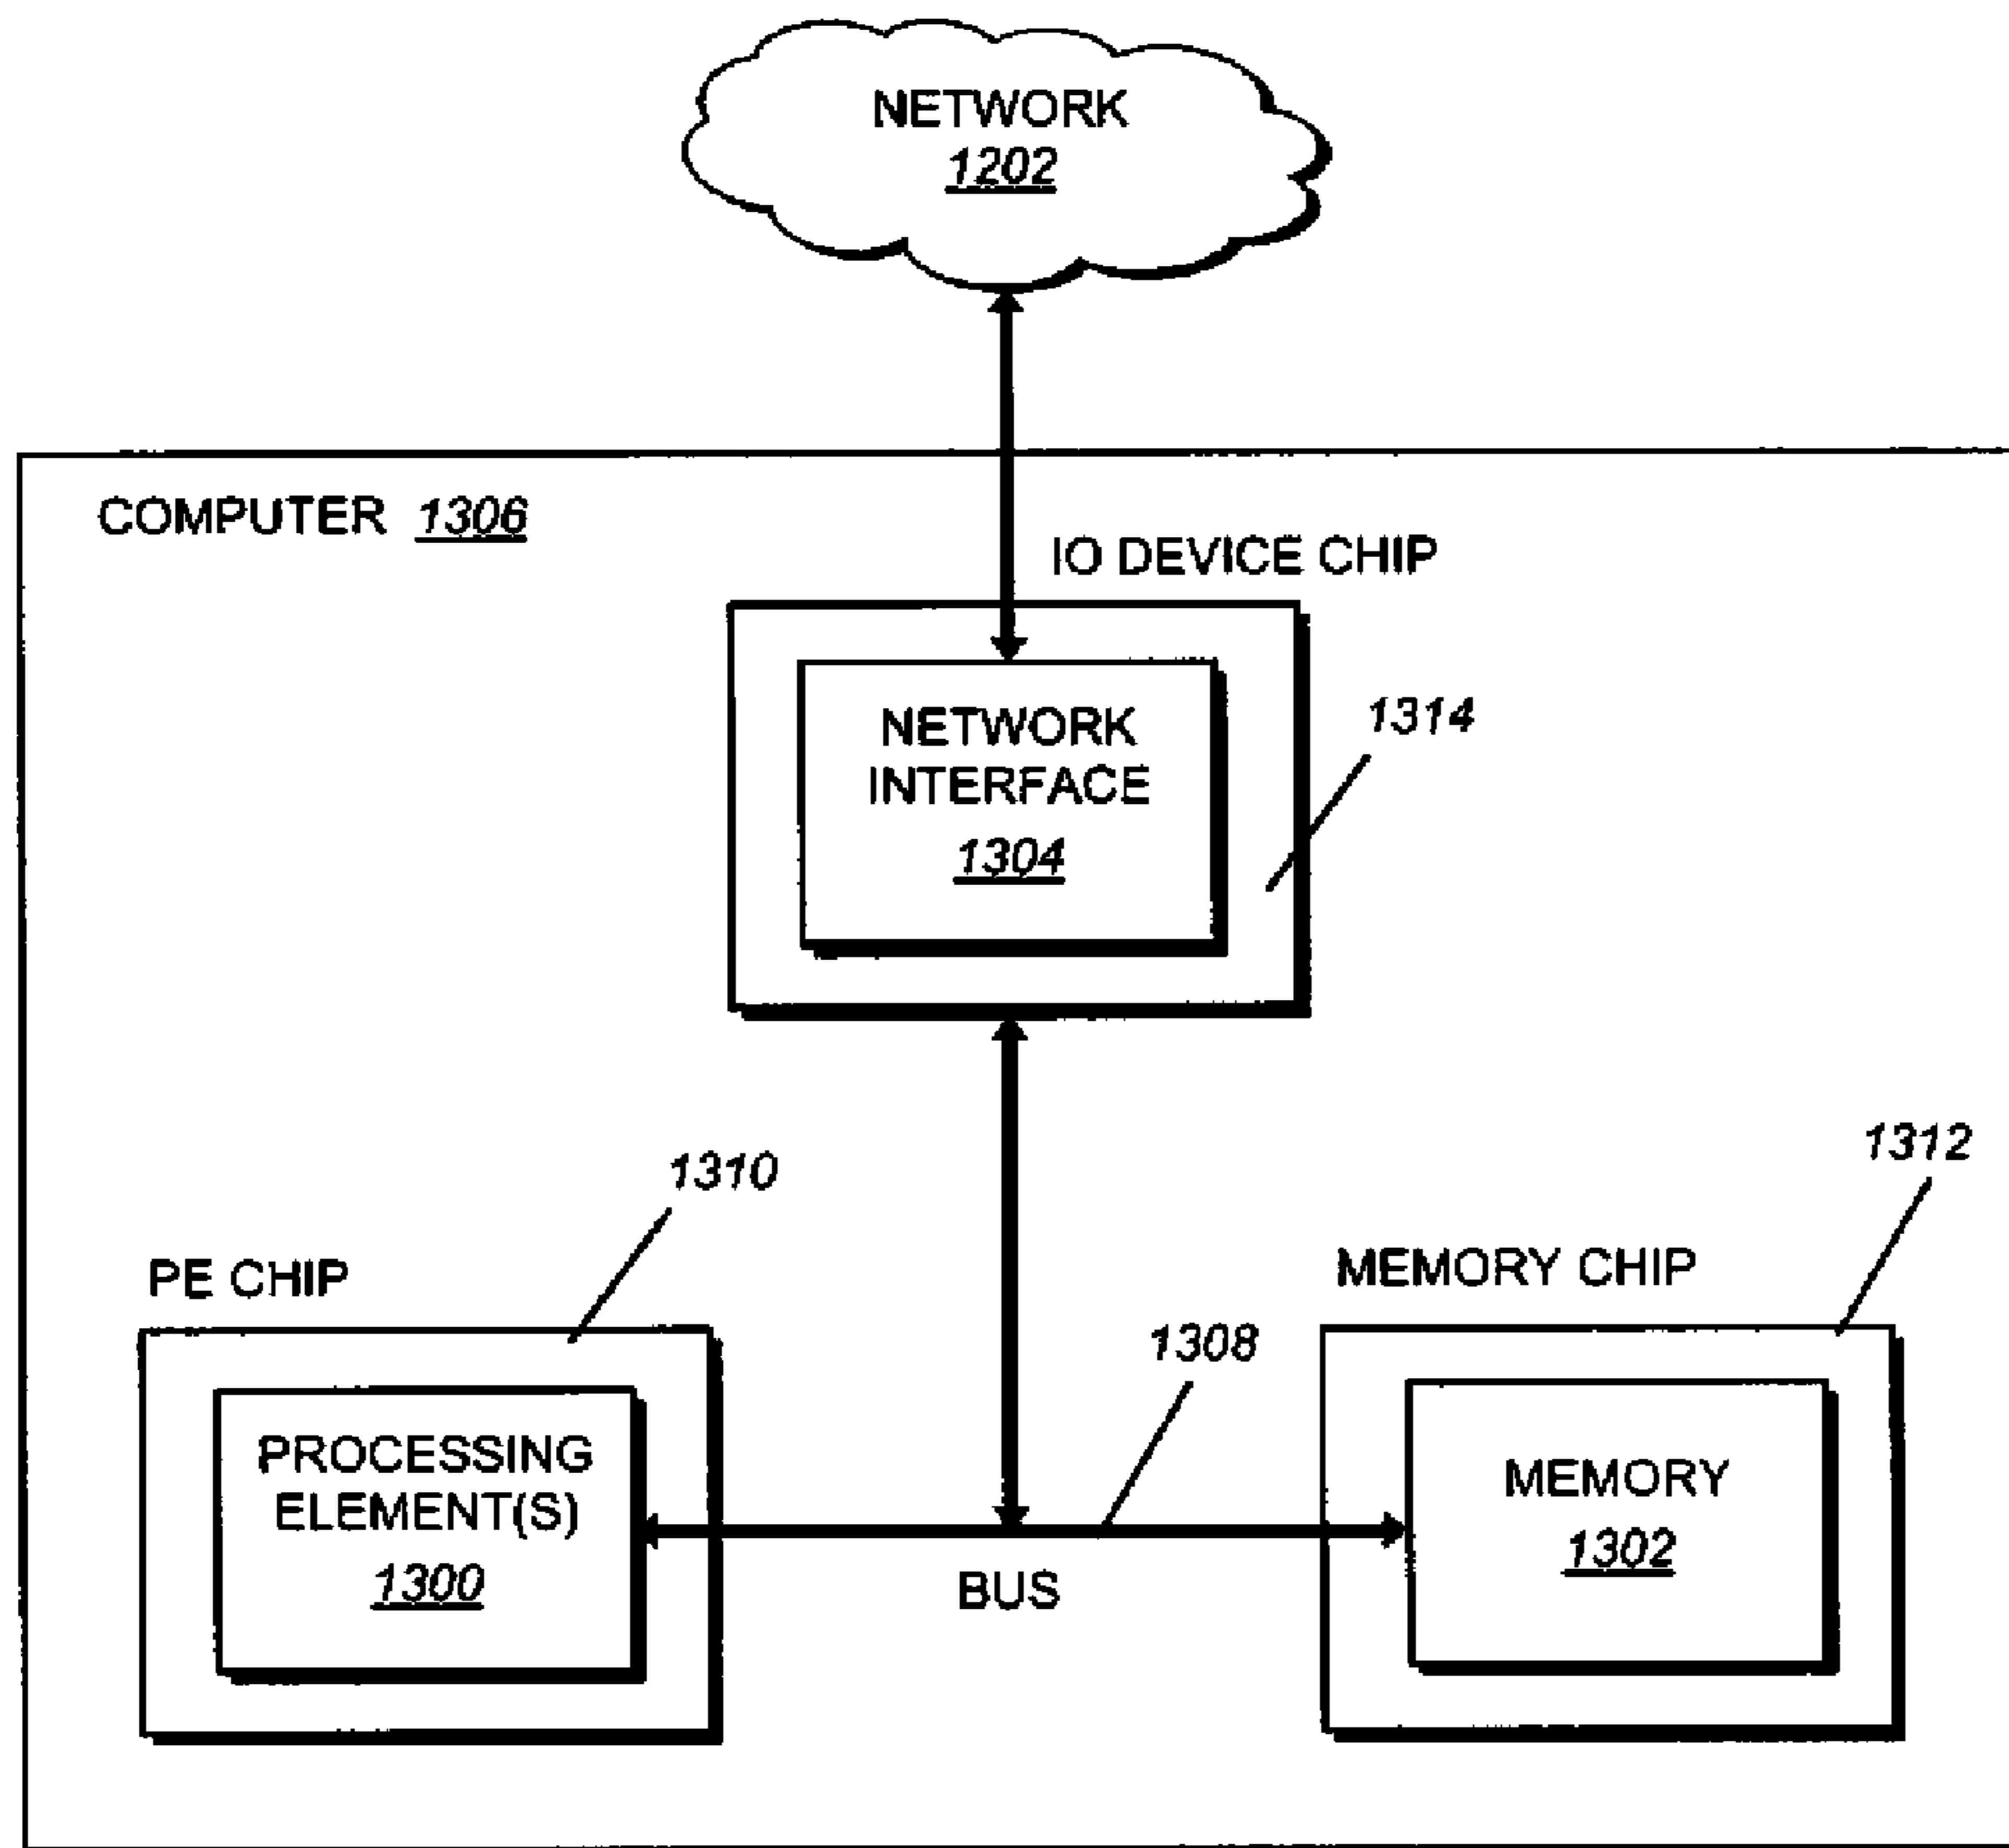 NETWORK
1202
COMPUTER 1306
IO DEVICE CHIP
NETWORK
INTERFACE
1304
1314
1310
1312
PE CHIP
MEMORY CHIP
1308
PROCESSING
ELEMENT(S)
1300
MEMORY
1302
BUS